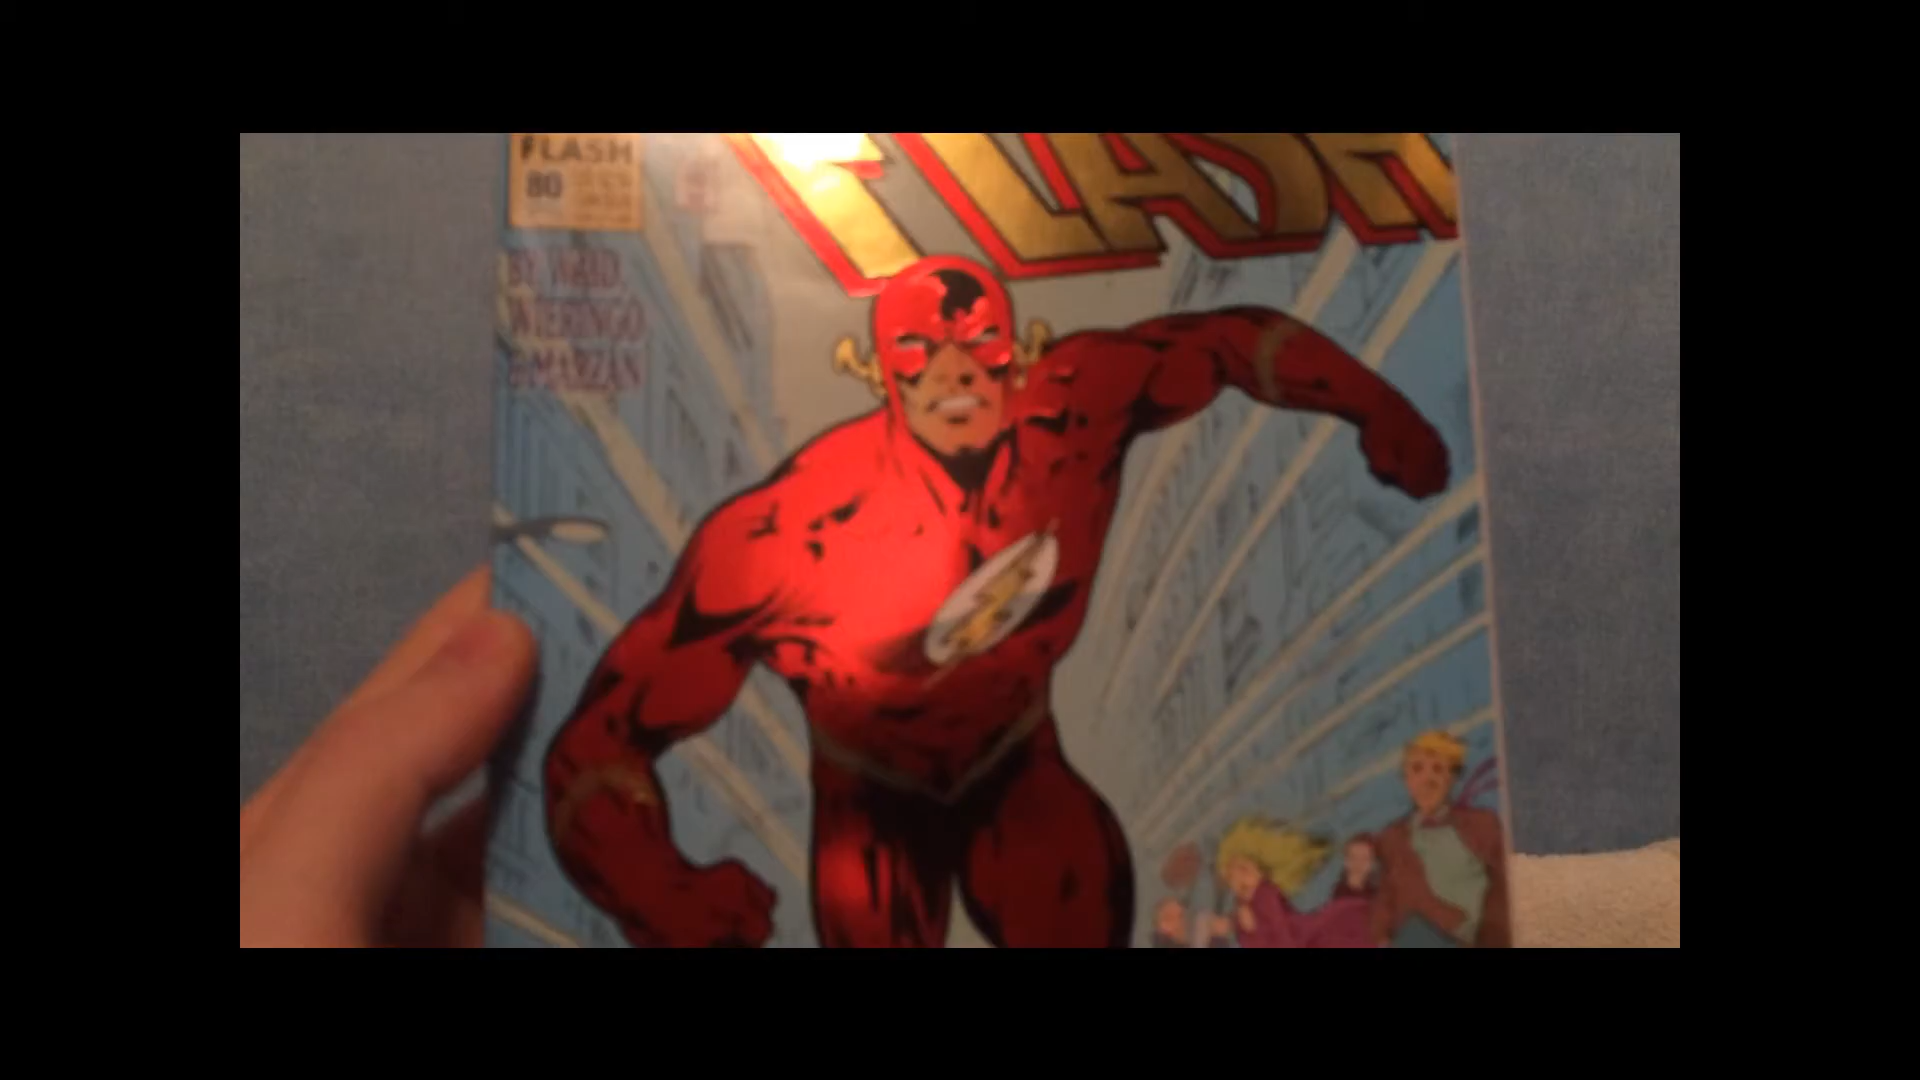 FLASH
80
FLASH
BY WAID,
WIERINGO
& MARZAN